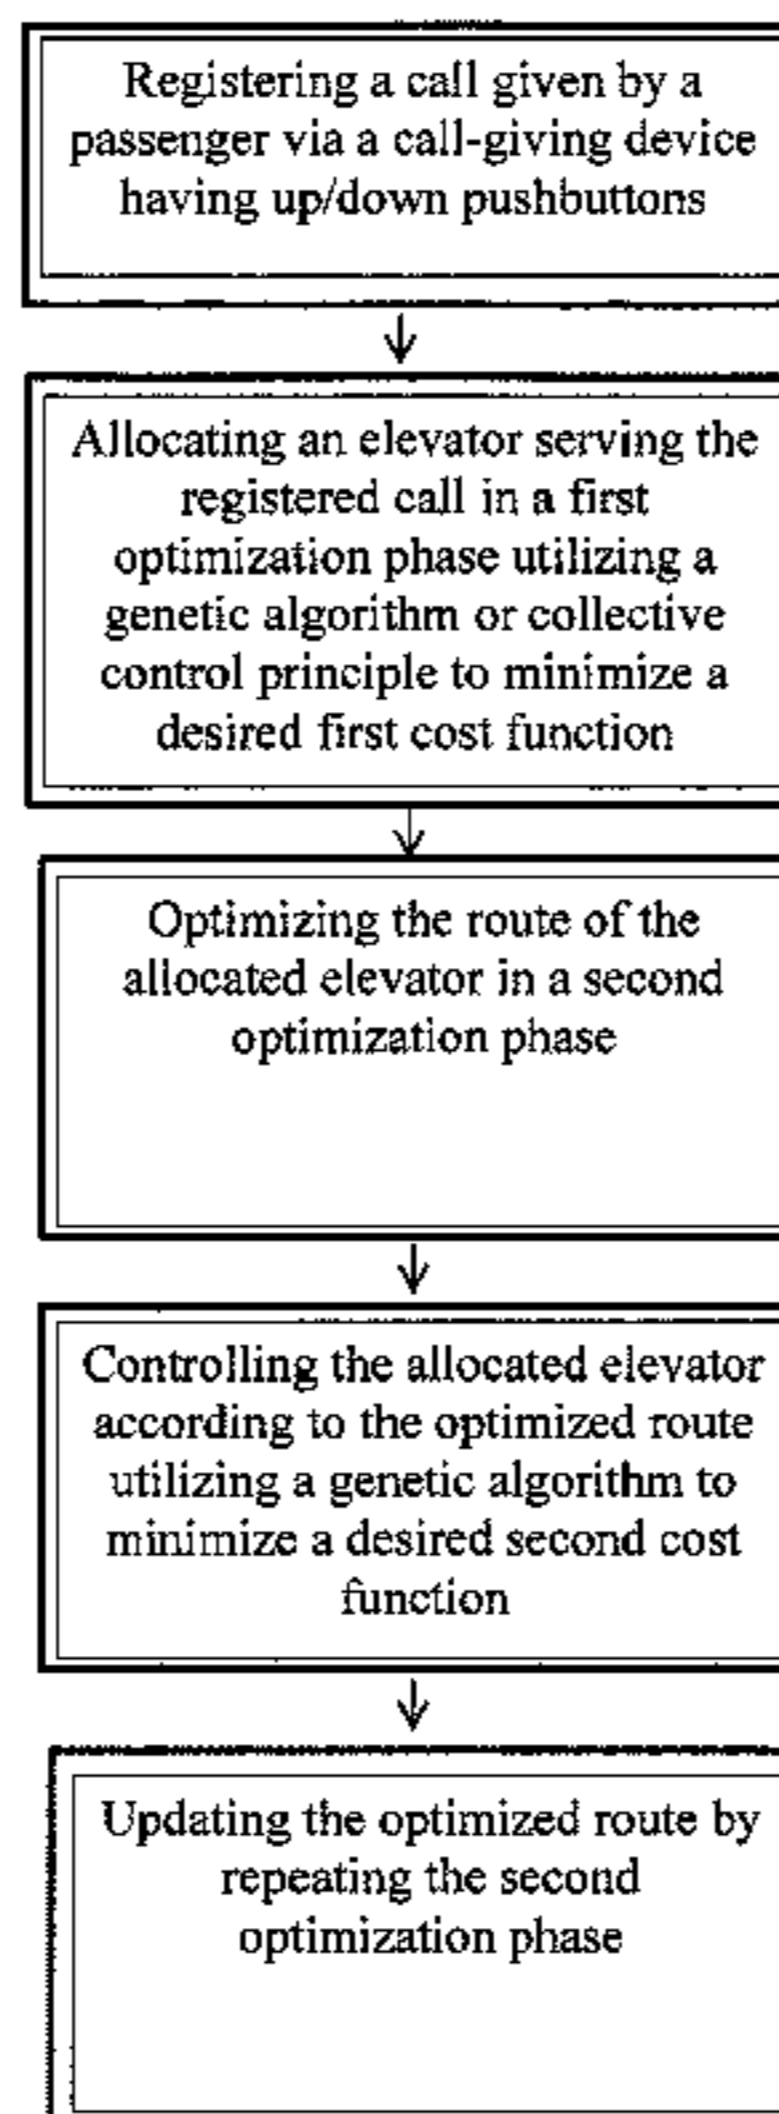 Registering a call given by a
passenger via a call-giving device
having up/down pushbuttons
Allocating an elevator serving the
registered call in a first
optimization phase utilizing a
genetic algorithm or collective
control principle to minimize a
desired first cost function
Optimizing the route of the
allocated elevator in a second
optimization phase
Controlling the allocated elevator
according to the optimized route
utilizing a genetic algorithm to
minimize a desired second cost
function
Updating the optimized route by
repeating the second
optimization phase